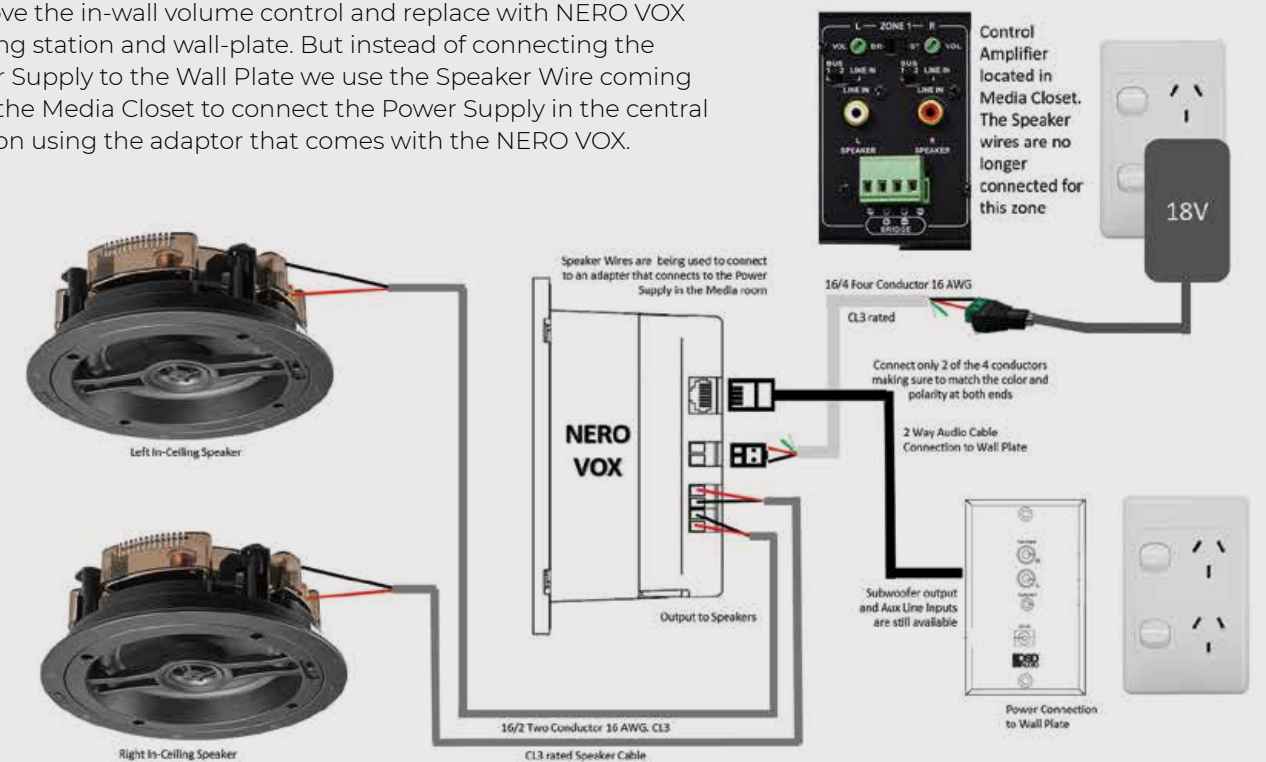 ove the in-wall volume control and replace with NERO VOX
ng station and wall-plate. But instead of connecting the
r Supply to the Wall Plate we use the Speaker Wire coming
the Media Closet to connect the Power Supply in the central
on using the adaptor that comes with the NERO VOX.
L ZONE 1 R
VOL
VOL
BUS
1 2 LINE IN
BUS
1 2 LINE IN
LINE IN
LINE IN
L
SPEAKER
R
SPEAKER
BRIDGE
Control
Amplifier
located in
Media Closet.
The Speaker
wires are no
longer
connected for
this zone
18V
Speaker Wires are being used to connect
to an adapter that connects to the Power
Supply in the Media room
16/4 Four Conductor 16 AWG
CL3 rated
Connect only 2 of the 4 conductors
making sure to match the color and
polarity at both ends
2 Way Audio Cable
Connection to Wall Plate
NERO
VOX
Left In-Ceiling Speaker
Output to Speakers
Subwoofer output
and Aux Line Inputs
are still available
OSD
AUDIO
Power Connection
to Wall Plate
16/2 Two Conductor 16 AWG. CL3
Right In-Ceiling Speaker
CL3 rated Speaker Cable